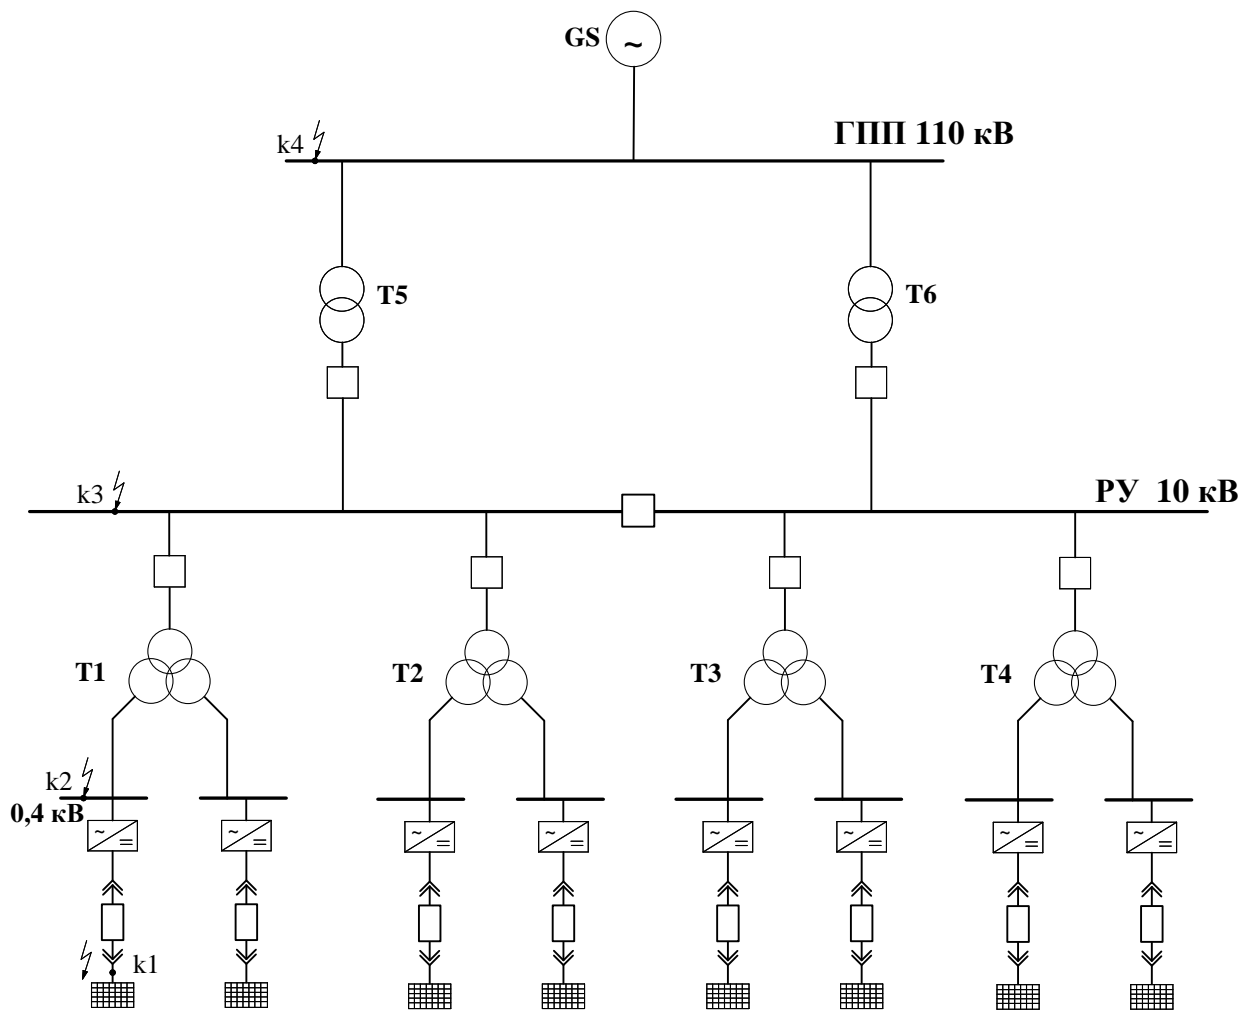 GS ~
k4
ГПП 110 кВ
T5
T6
k3
РУ 10 кВ
T1
T2
T3
T4
k2
0,4 кВ
~ = ~ = ~ = ~ = ~ = ~ = ~ = ~ =
k1